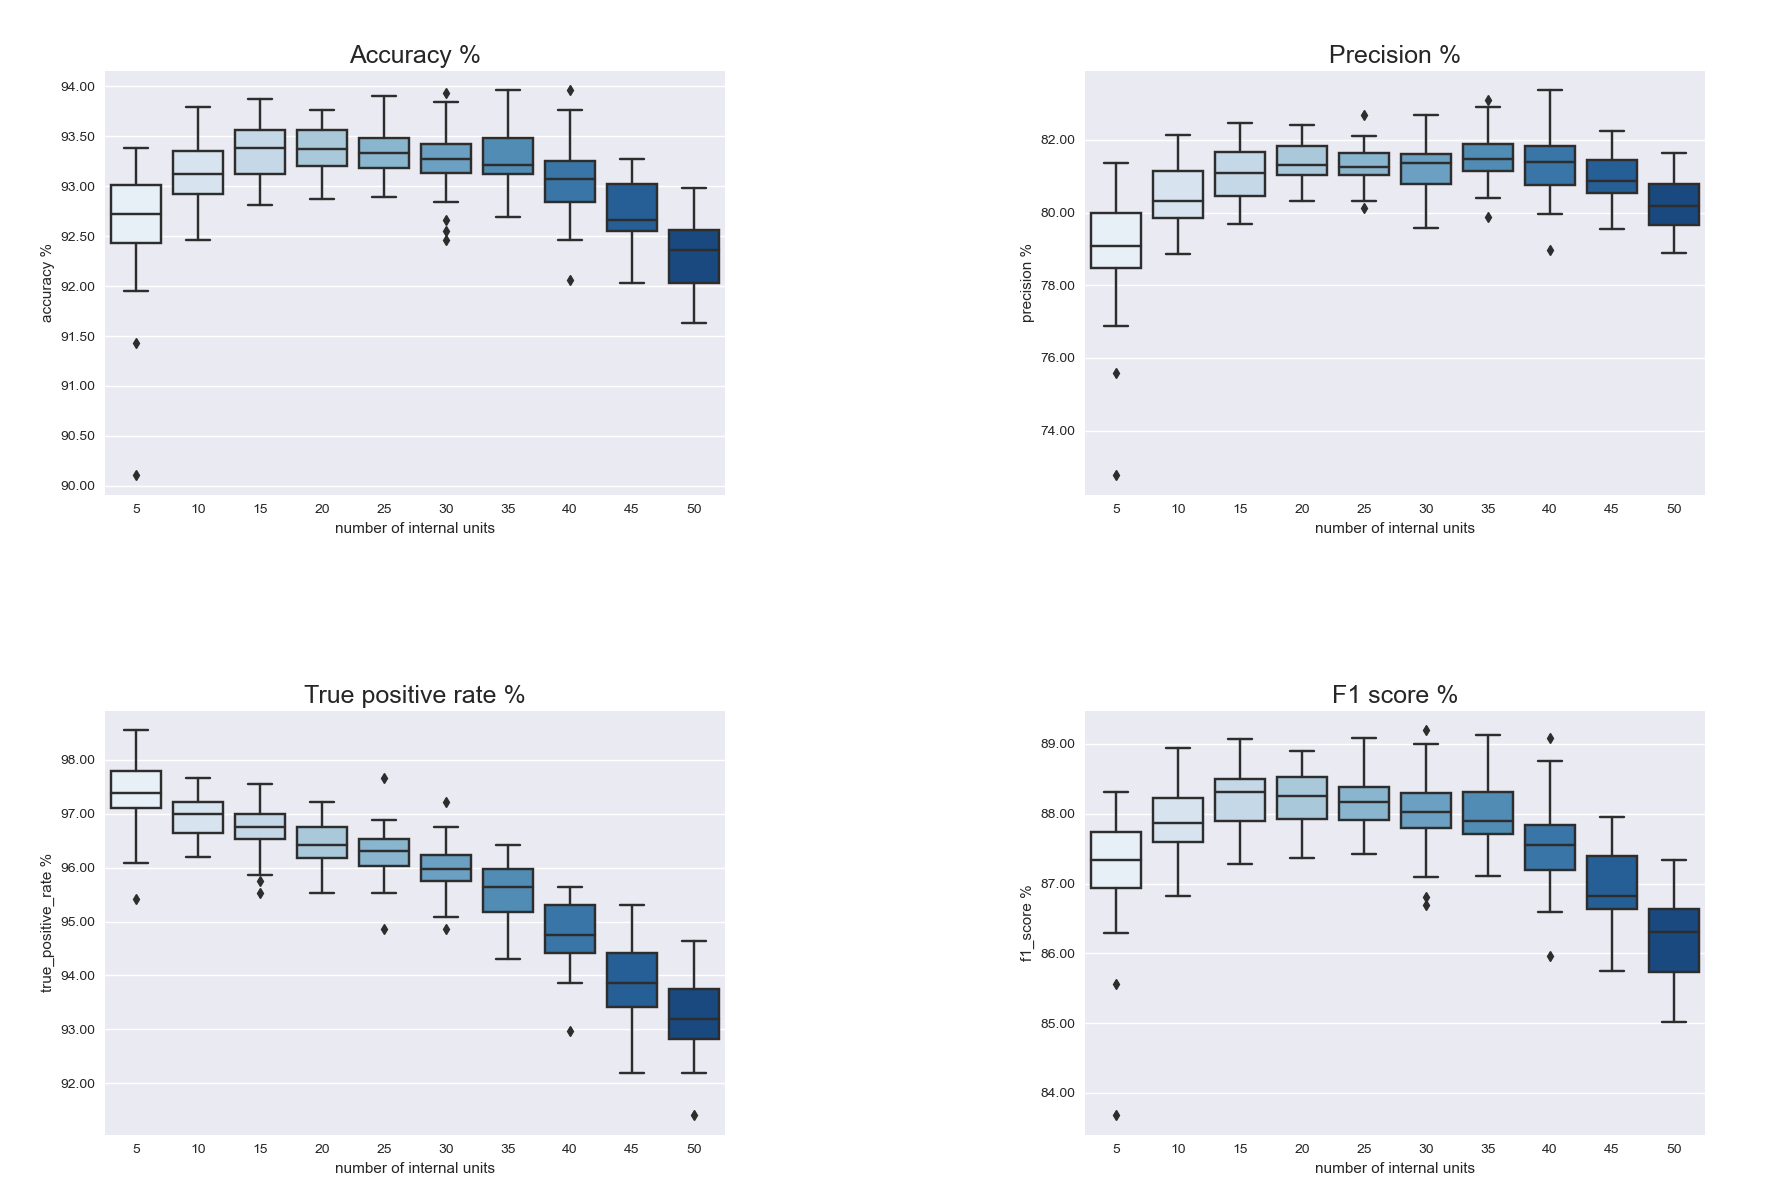 Accuracy %
94.00
93.50
93.00
92.50
92.00
91.50
91.00
90.50
90.00
accuracy %
5 10 15 20 25 30 35 40 45 50
number of internal units
Precision %
82.00
80.00
78.00
76.00
74.00
precision %
5 10 15 20 25 30 35 40 45 50
number of internal units
True positive rate %
98.00
97.00
96.00
95.00
94.00
93.00
92.00
true_positive_rate %
5 10 15 20 25 30 35 40 45 50
number of internal units
F1 score %
89.00
88.00
87.00
86.00
85.00
84.00
f1_score %
5 10 15 20 25 30 35 40 45 50
number of internal units